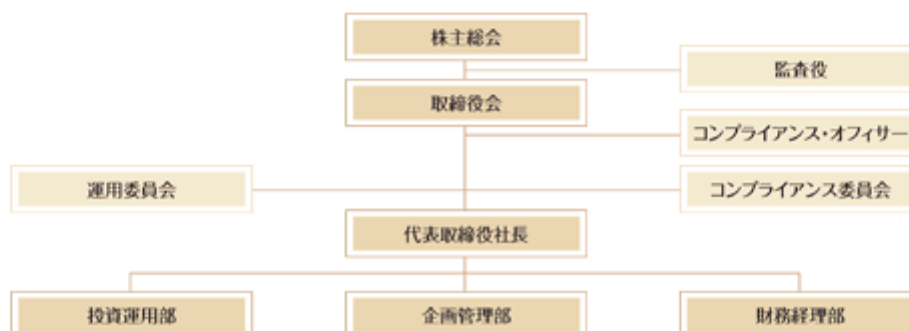 株主総会
監査役
取締役会
コンプライアンス・オフィサー
運用委員会
コンプライアンス委員会
代表取締役社長
投資運用部
企画管理部
財務経理部